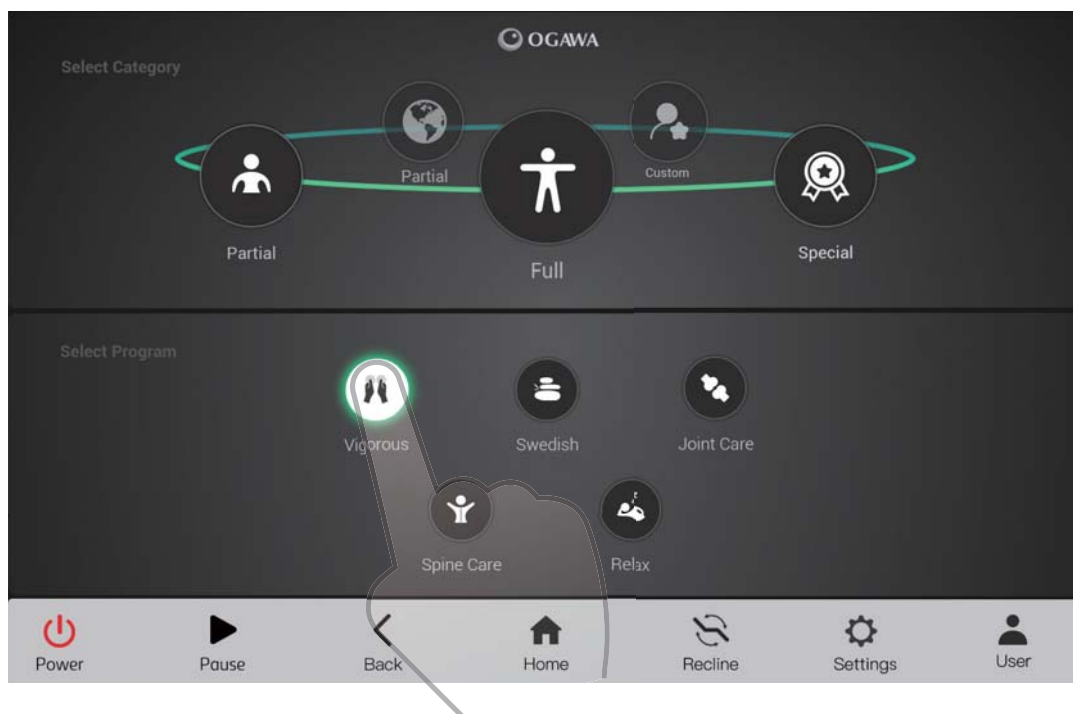 OGAWA
Select Category
Partial
Custom
Partial
Full
Special
Select Program
Vigorous
Swedish
Joint Care
Spine Care
Relax
Power
Pause
Back
Home
Recline
Settings
User